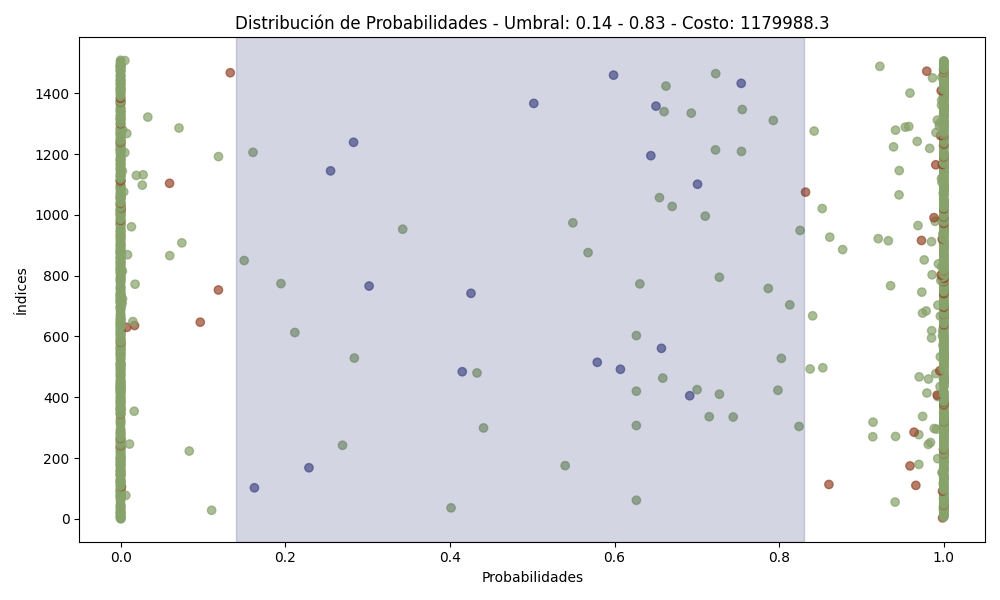 Distribución de Probabilidades - Umbral: 0.14 - 0.83 - Costo: 1179988.3
Índices
1400
1200
1000
800
600
400
200
0
0.0 0.2 0.4 0.6 0.8 1.0
Probabilidades